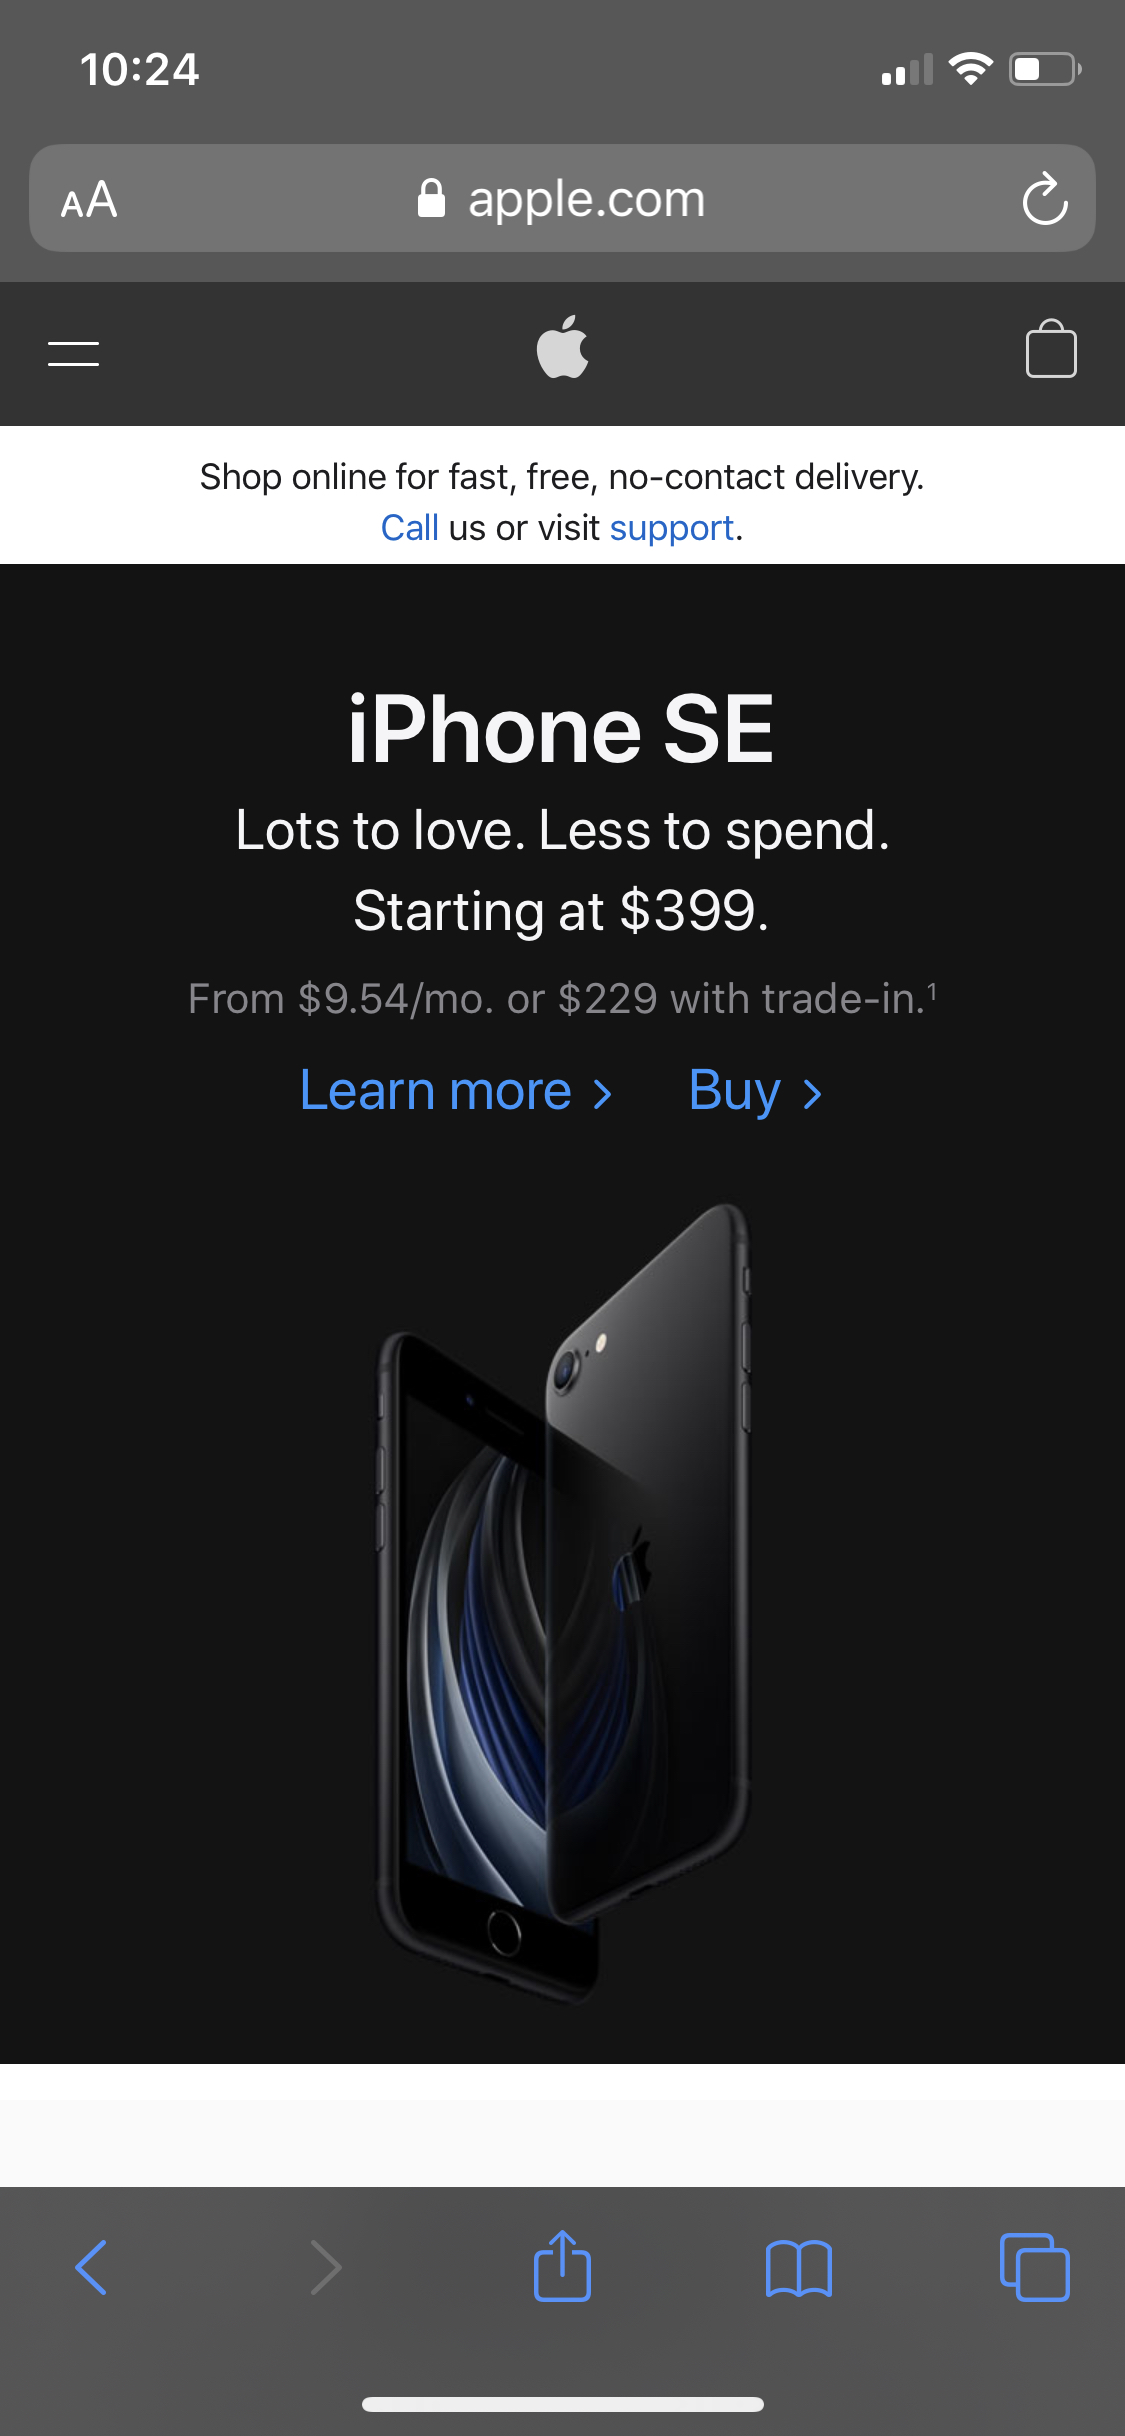 10:24
AA apple.com
Shop online for fast, free, no-contact delivery.
Call us or visit support.
iPhone SE
Lots to love. Less to spend.
Starting at $399.
From $9.54/mo. or $229 with trade-in.¹
Learn more > Buy >